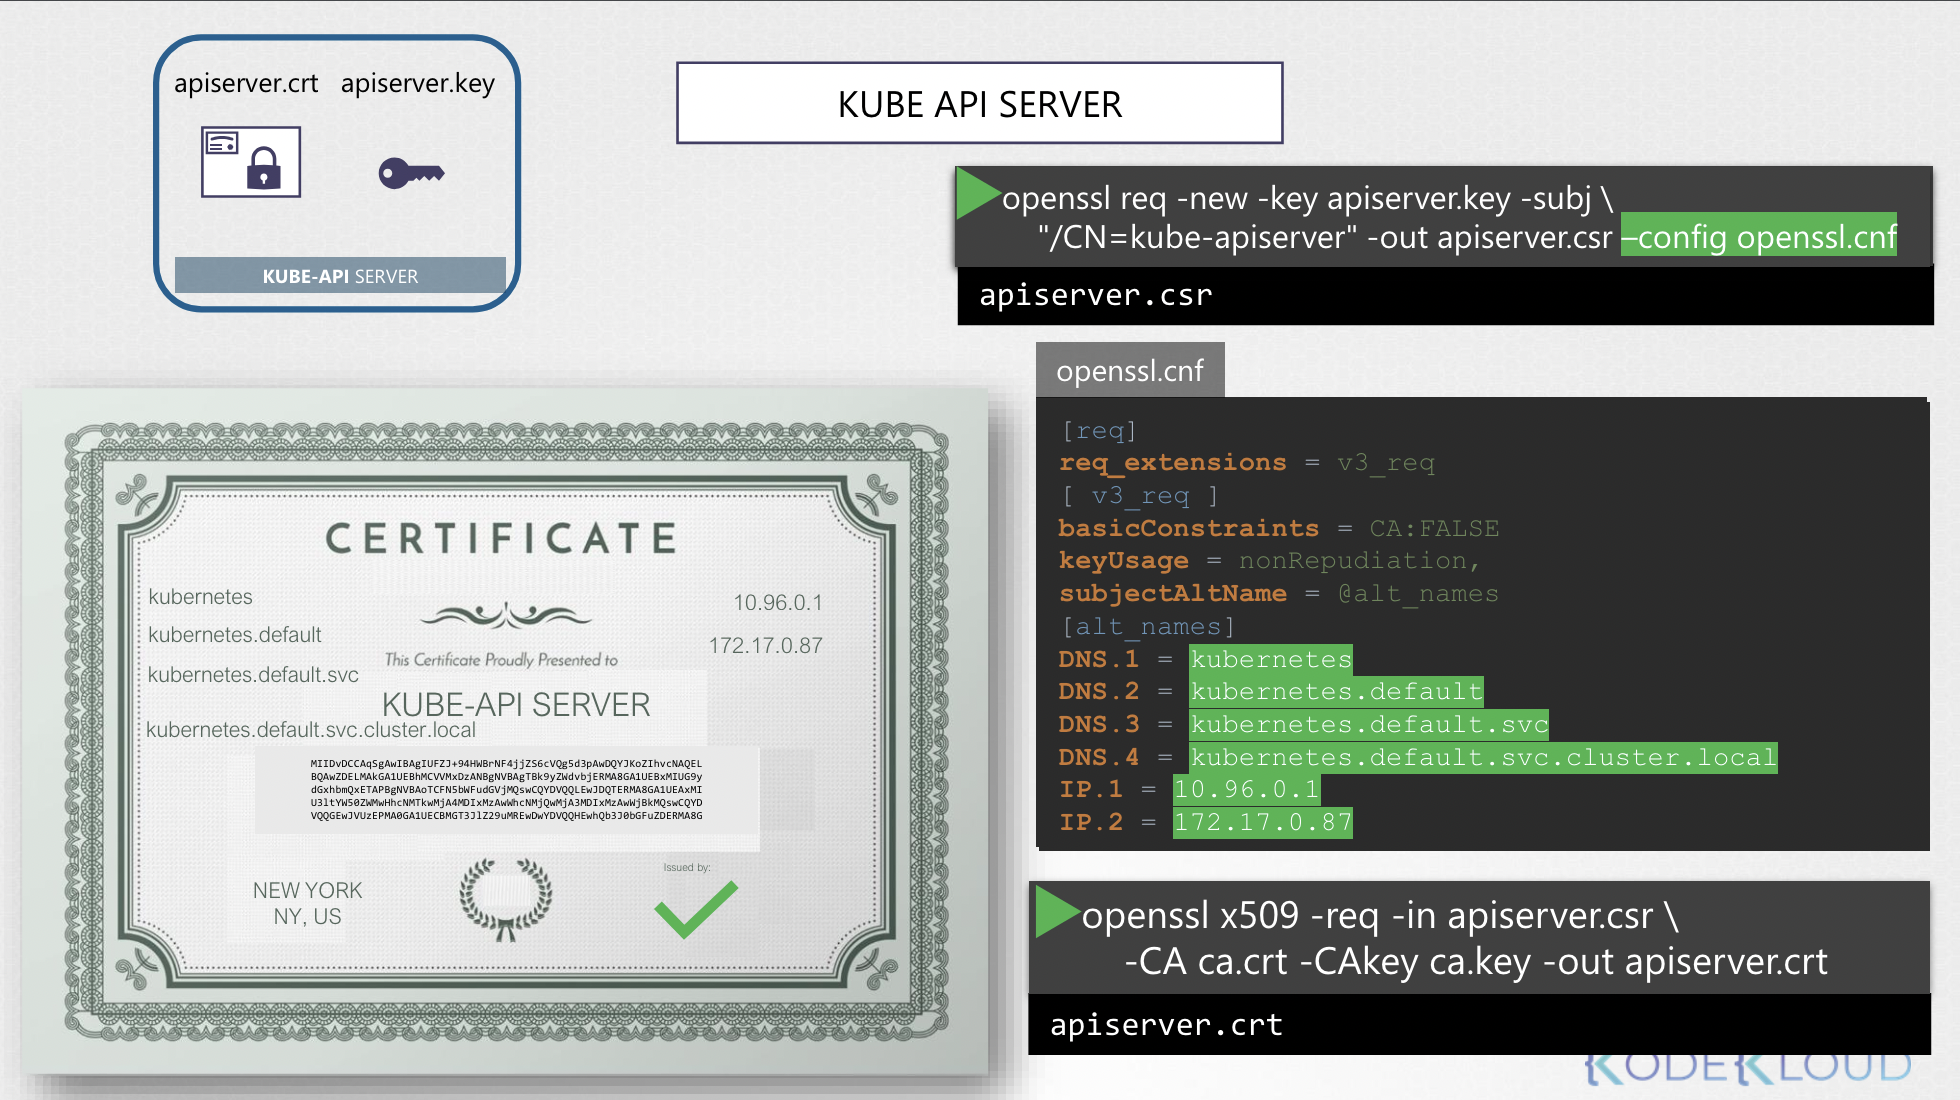 apiserver.crt apiserver.key
KUBE-API SERVER
KUBE API SERVER
openssl req -new -key apiserver.key -subj \
"/CN=kube-apiserver" -out apiserver.csr –config openssl.cnf
apiserver.csr
openssl.cnf
[req]
req_extensions = v3_req
[ v3_req ]
basicConstraints = CA:FALSE
keyUsage = nonRepudiation,
subjectAltName = @alt_names
[alt_names]
DNS.1 = kubernetes
DNS.2 = kubernetes.default
DNS.3 = kubernetes.default.svc
DNS.4 = kubernetes.default.svc.cluster.local
IP.1 = 10.96.0.1
IP.2 = 172.17.0.87
openssl x509 -req -in apiserver.csr \
-CA ca.crt -CAkey ca.key -out apiserver.crt
apiserver.crt
CERTIFICATE
kubernetes
kubernetes.default
kubernetes.default.svc
kubernetes.default.svc.cluster.local
10.96.0.1
172.17.0.87
This Certificate Proudly Presented to
KUBE-API SERVER
MIIDvDCCAqSgAwIBAgIUFZJ+94HWBrNF4jjZS6cVQg5d3pAwDQYJKoZIhvcNAQEL
BQAwZDELMAkGA1UEBhMCVVMxDzANBgNVBAgTBk9yZWdvbjERMA8GA1UEBxMIUG9y
dGxhbmQxETAPBgNVBAoTCFN5bWFudGVjMQswCQYDVQQLEwJDQTERMA8GA1UEAxMI
U3ltYW50ZWMwHhcNMTkwMjA4MDIxMzAwWhcNMjQwMjA3MDIxMzAwWjBkMQswCQYD
VQQGEwJVUzEPMA0GA1UECBMGT3JlZ29uMREwDwYDVQQHEwhQb3J0bGFuZDERMA8G
NEW YORK
NY, US
Issued by:
KODEKLOUD